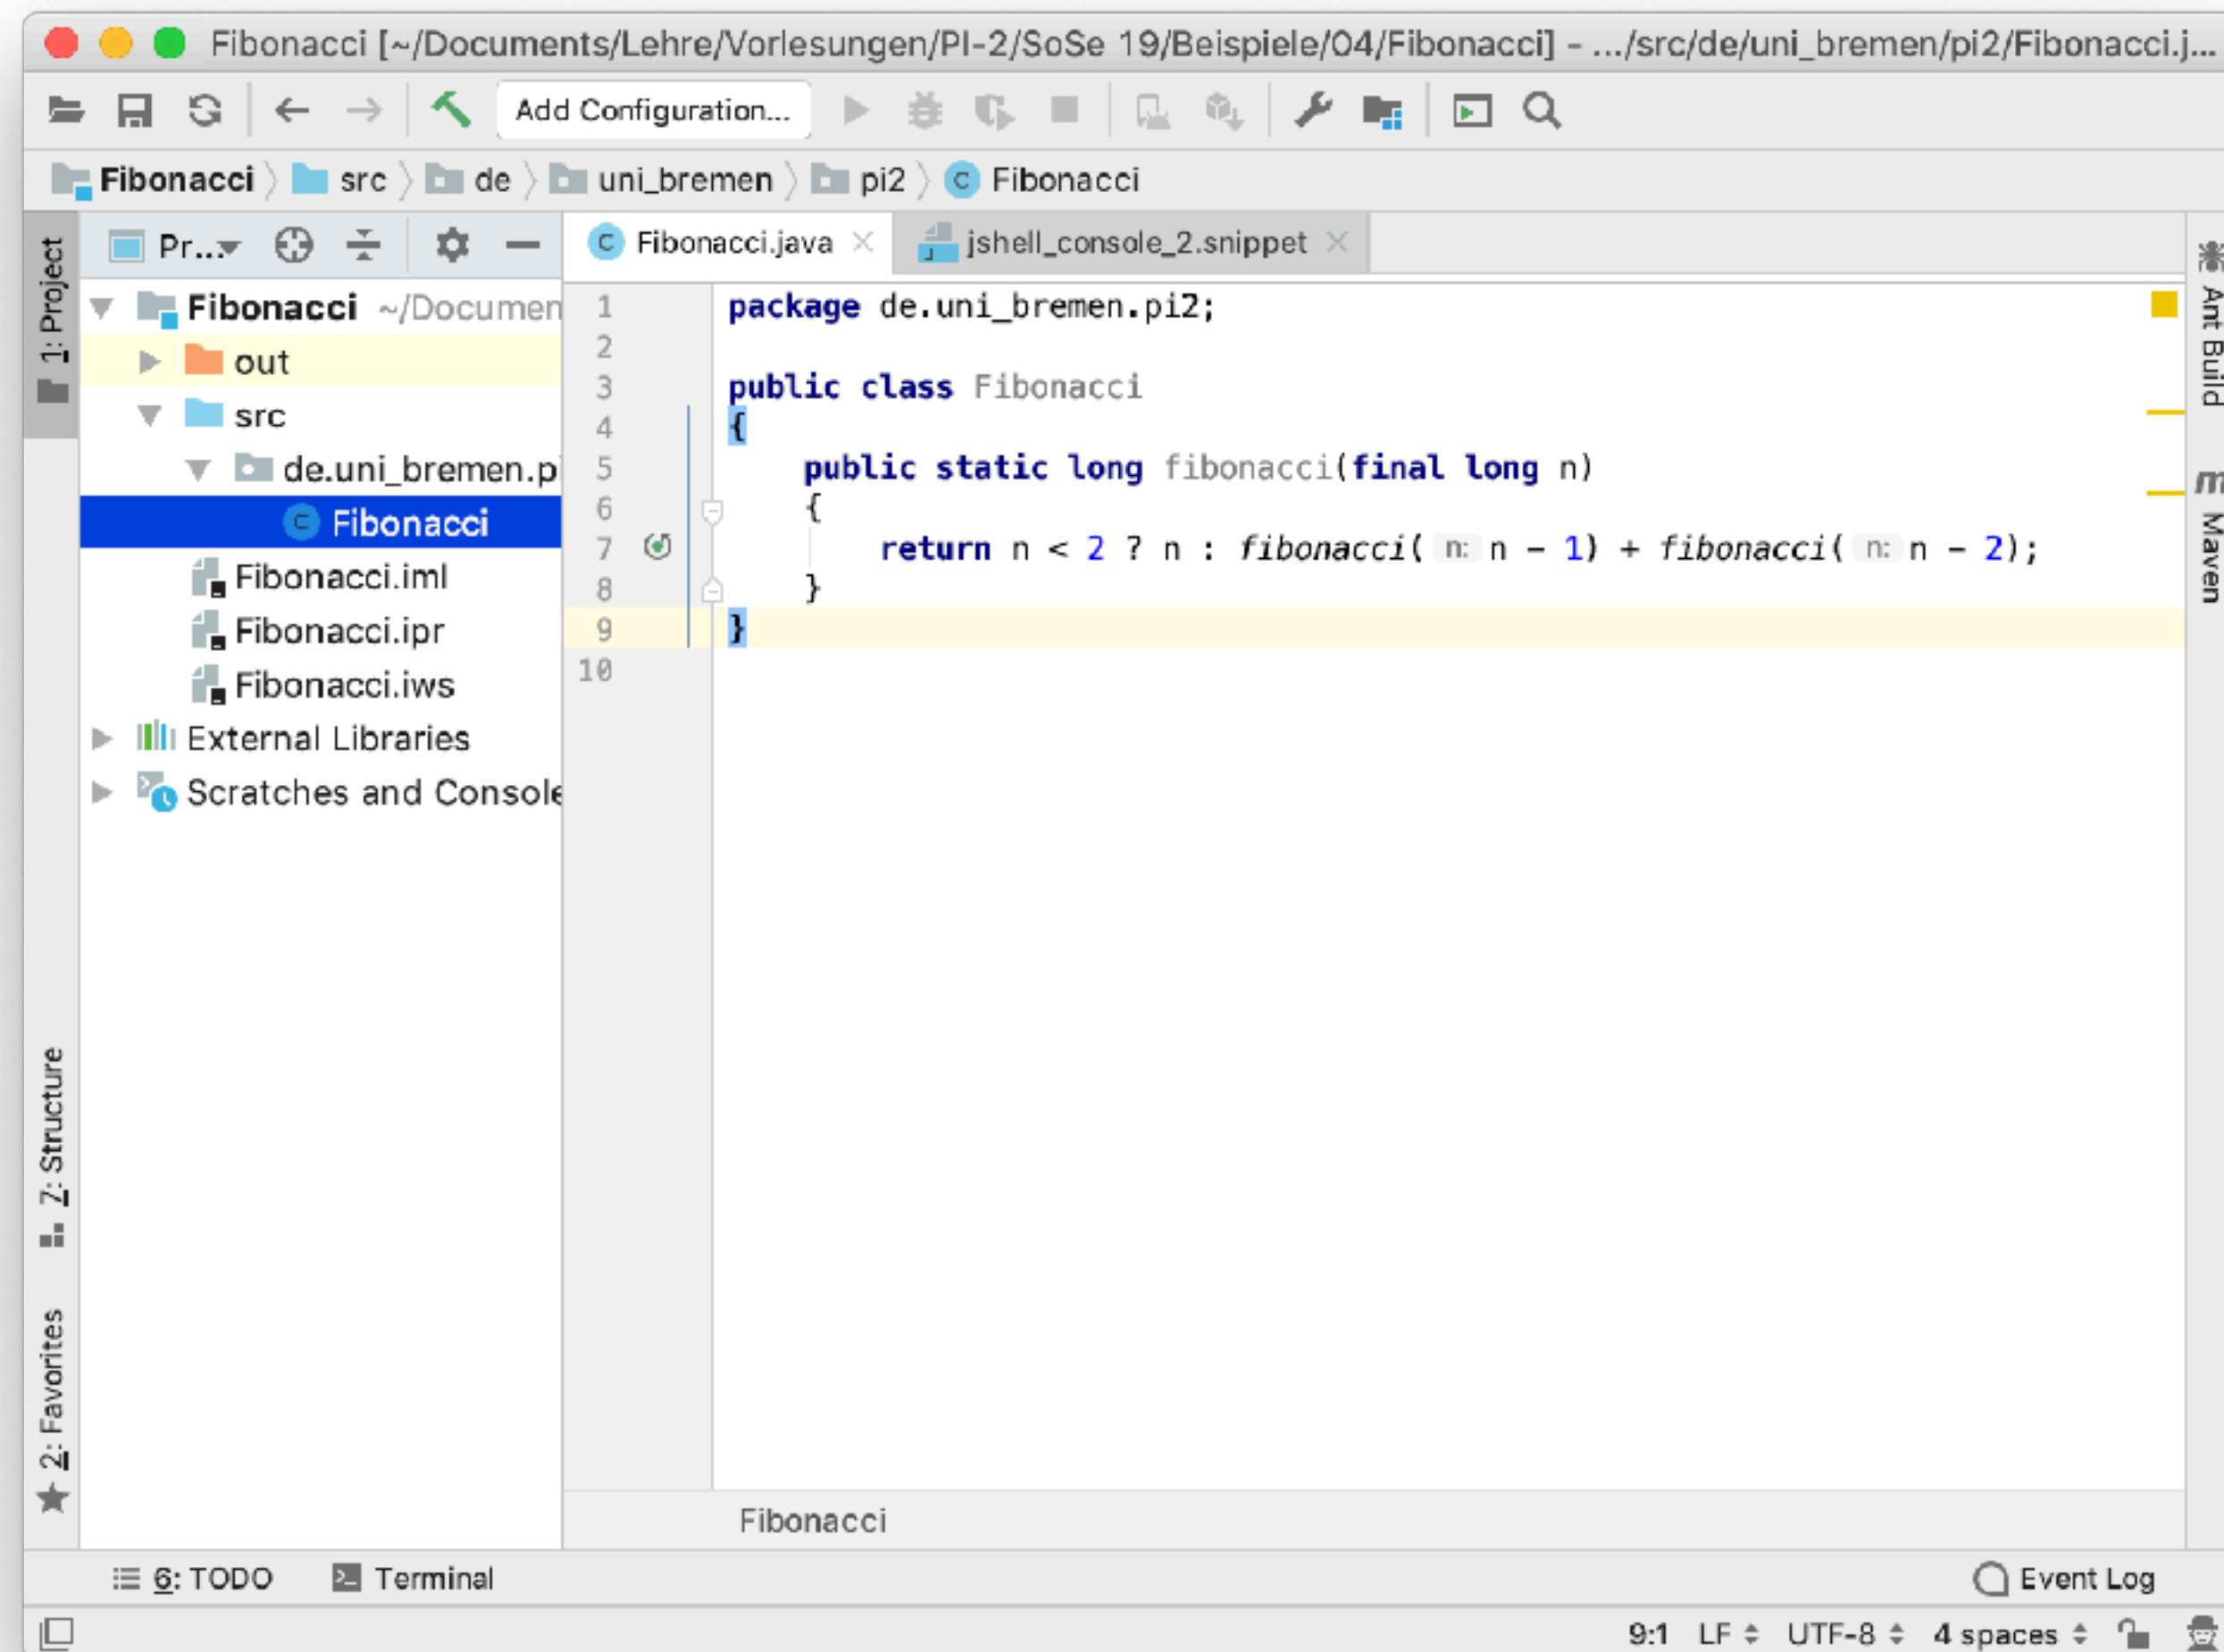 Fibonacci [~/Documents/Lehre/Vorlesungen/PI-2/SoSe 19/Beispiele/04/Fibonacci] – .../src/de/uni_bremen/pi2/Fibonacci.j...
Add Configuration...
Fibonacci src de uni_bremen pi2 Fibonacci
1: Project
Pr...
Fibonacci ~/Documen
out
src
de.uni_bremen.pi
Fibonacci
Fibonacci.iml
Fibonacci.ipr
Fibonacci.iws
External Libraries
Scratches and Console
7: Structure
2: Favorites
Fibonacci.java jshell_console_2.snippet
1 package de.uni_bremen.pi2;
2
3 public class Fibonacci
4 {
5 public static long fibonacci(final long n)
6 {
7 return n < 2 ? n : fibonacci( n: n - 1) + fibonacci( n: n - 2);
8 }
9 }
10
Fibonacci
Ant Build
m Maven
6: TODO Terminal Event Log
9:1 LF UTF-8 4 spaces